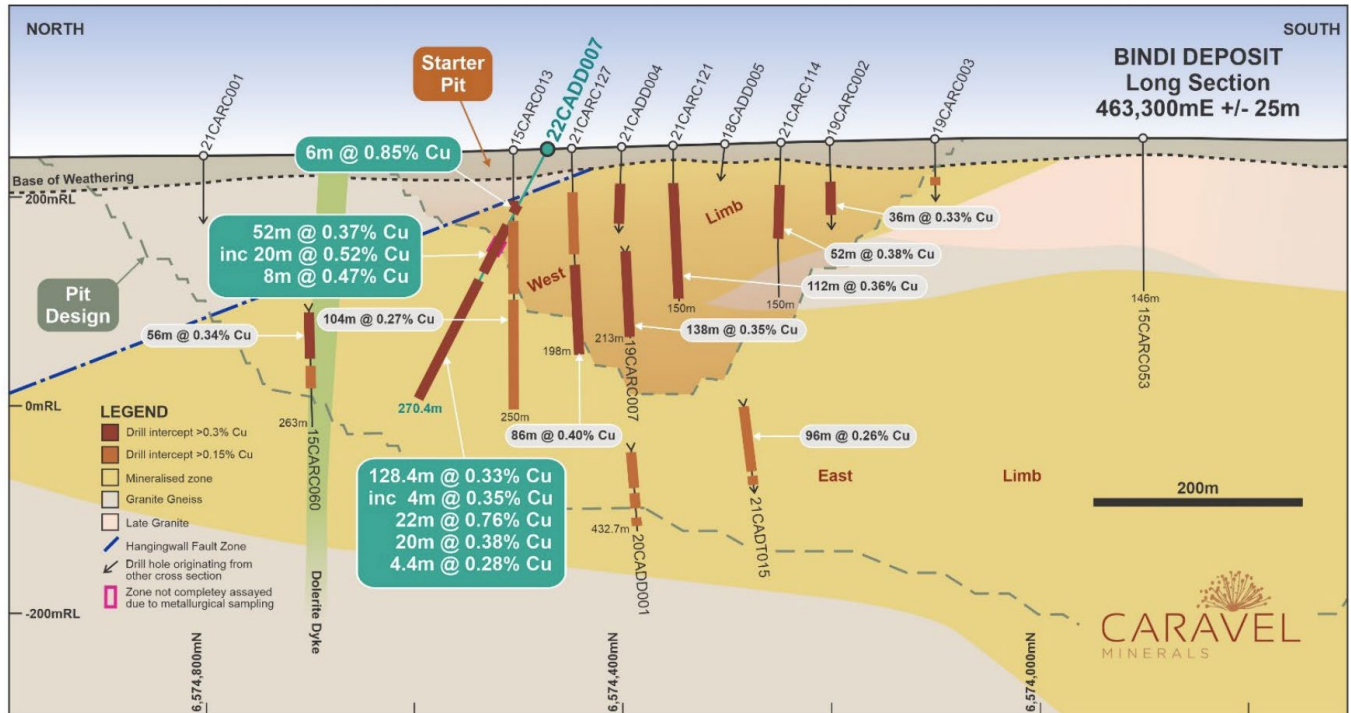 NORTH
SOUTH
BINDI DEPOSIT
Long Section
463,300mE +/- 25m
Starter
Pit
21CARC001
15CARC013
22CADD007
21CARC127
21CADD004
21CARC121
18CADD005
21CARC114
19CARC002
19CARC003
6m @ 0.85% Cu
Base of Weathering
200mRL
52m @ 0.37% Cu
inc 20m @ 0.52% Cu
8m @ 0.47% Cu
Limb
West
36m @ 0.33% Cu
52m @ 0.38% Cu
112m @ 0.36% Cu
Pit
Design
150m
150m
146m
56m @ 0.34% Cu
104m @ 0.27% Cu
138m @ 0.35% Cu
198m
213m
19CARC007
15CARC053
0mRL
270.4m
250m
263m
15CARC060
86m @ 0.40% Cu
96m @ 0.26% Cu
LEGEND
Drill intercept >0.3% Cu
Drill intercept >0.15% Cu
Mineralised zone
Granite Gneiss
Late Granite
Hangingwall Fault Zone
Drill hole originating from
other cross section
Zone not completey assayed
due to metallurgical sampling
128.4m @ 0.33% Cu
inc 4m @ 0.35% Cu
22m @ 0.76% Cu
20m @ 0.38% Cu
4.4m @ 0.28% Cu
East
Limb
200m
432.7m
20CADD001
21CADT015
Dolerite Dyke
-200mRL
CARAVEL
MINERALS
6,574,800mN
6,574,400mN
6,574,000mN